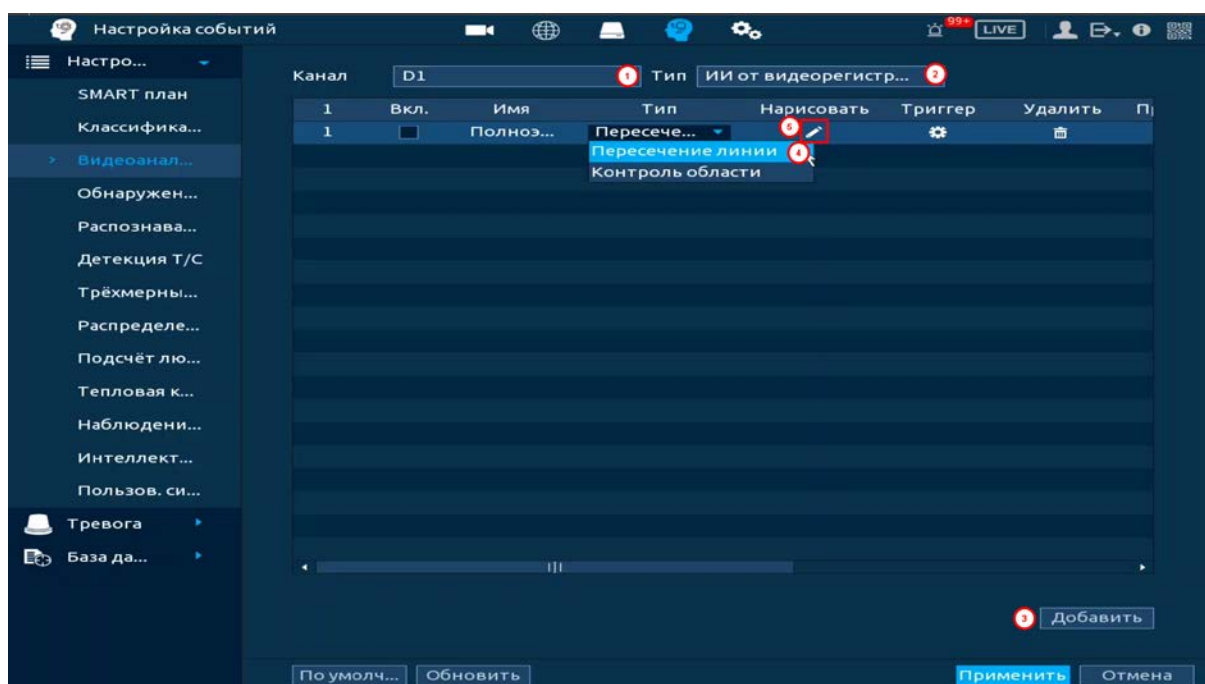 Настройка событий
99+
LIVE
Настро...
SMART план
Классифика...
Видеоанал...
Обнаружен...
Распознава...
Детекция Т/С
Трёхмерны...
Распределе...
Подсчёт лю...
Тепловая к...
Наблюдени...
Интеллект...
Пользов. си...
Тревога
База да...
Канал D1 1 Тип ИИ от видеорегистр... 2
1 Вкл. Имя Тип Нарисовать Триггер Удалить
1 Полноэ... Пересече... 5
Пересечение линии 4
Контроль области
3 Добавить
По умолч... Обновить Применить Отмена